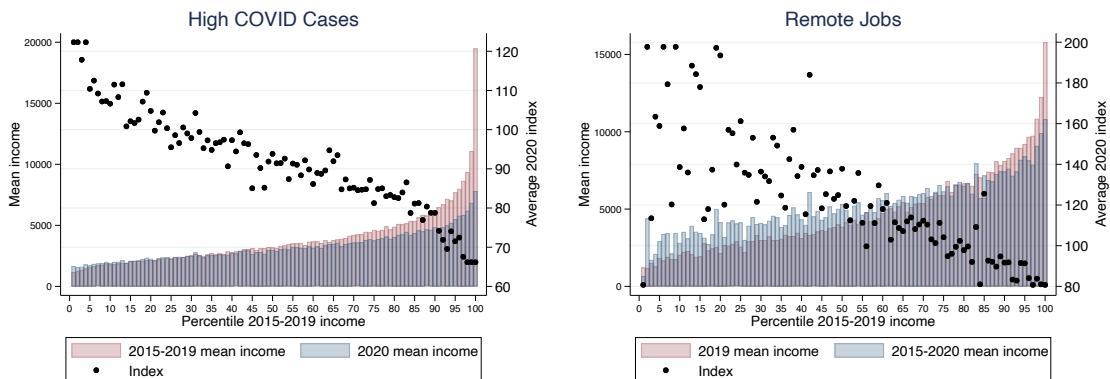 High COVID Cases
20000
15000
10000
5000
0
Mean income
120
110
100
90
80
70
60
Average 2020 index
0 1 5 10 15 20 25 30 35 40 45 50 55 60 65 70 75 80 85 90 95 100
Percentile 2015-2019 income
2015-2019 mean income 2020 mean income
Index
Remote Jobs
15000
10000
5000
0
Mean income
200
180
160
140
120
100
80
Average 2020 index
0 1 5 10 15 20 25 30 35 40 45 50 55 60 65 70 75 80 85 90 95 100
Percentile 2015-2019 income
2019 mean income 2015-2020 mean income
Index